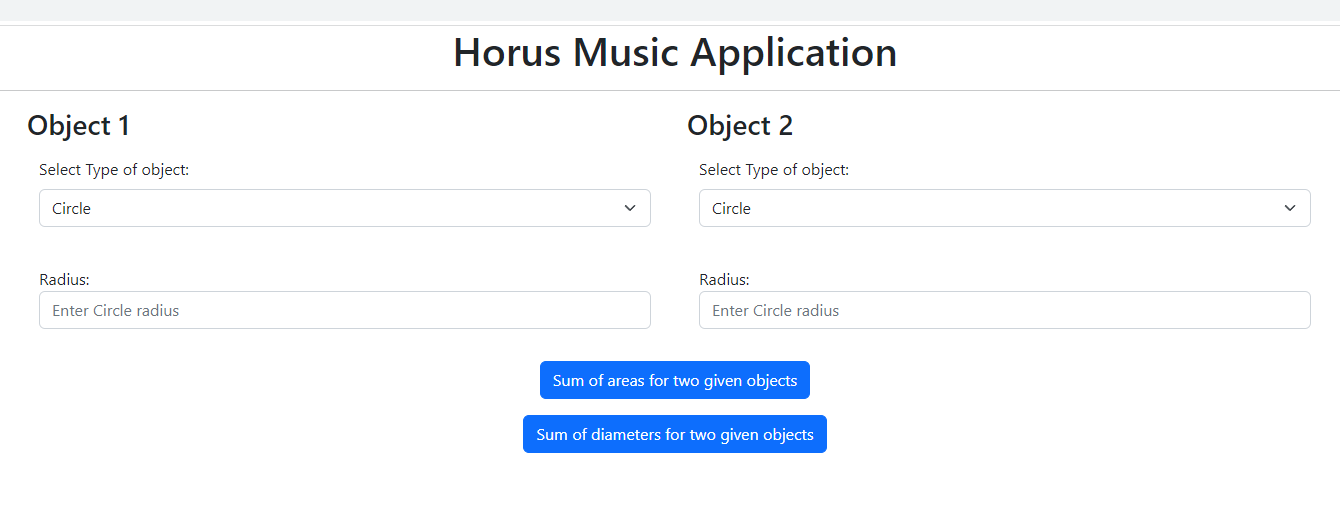 Horus Music Application
Object 1
Select Type of object:
Circle
Radius:
Enter Circle radius
Object 2
Select Type of object:
Circle
Radius:
Enter Circle radius
Sum of areas for two given objects
Sum of diameters for two given objects